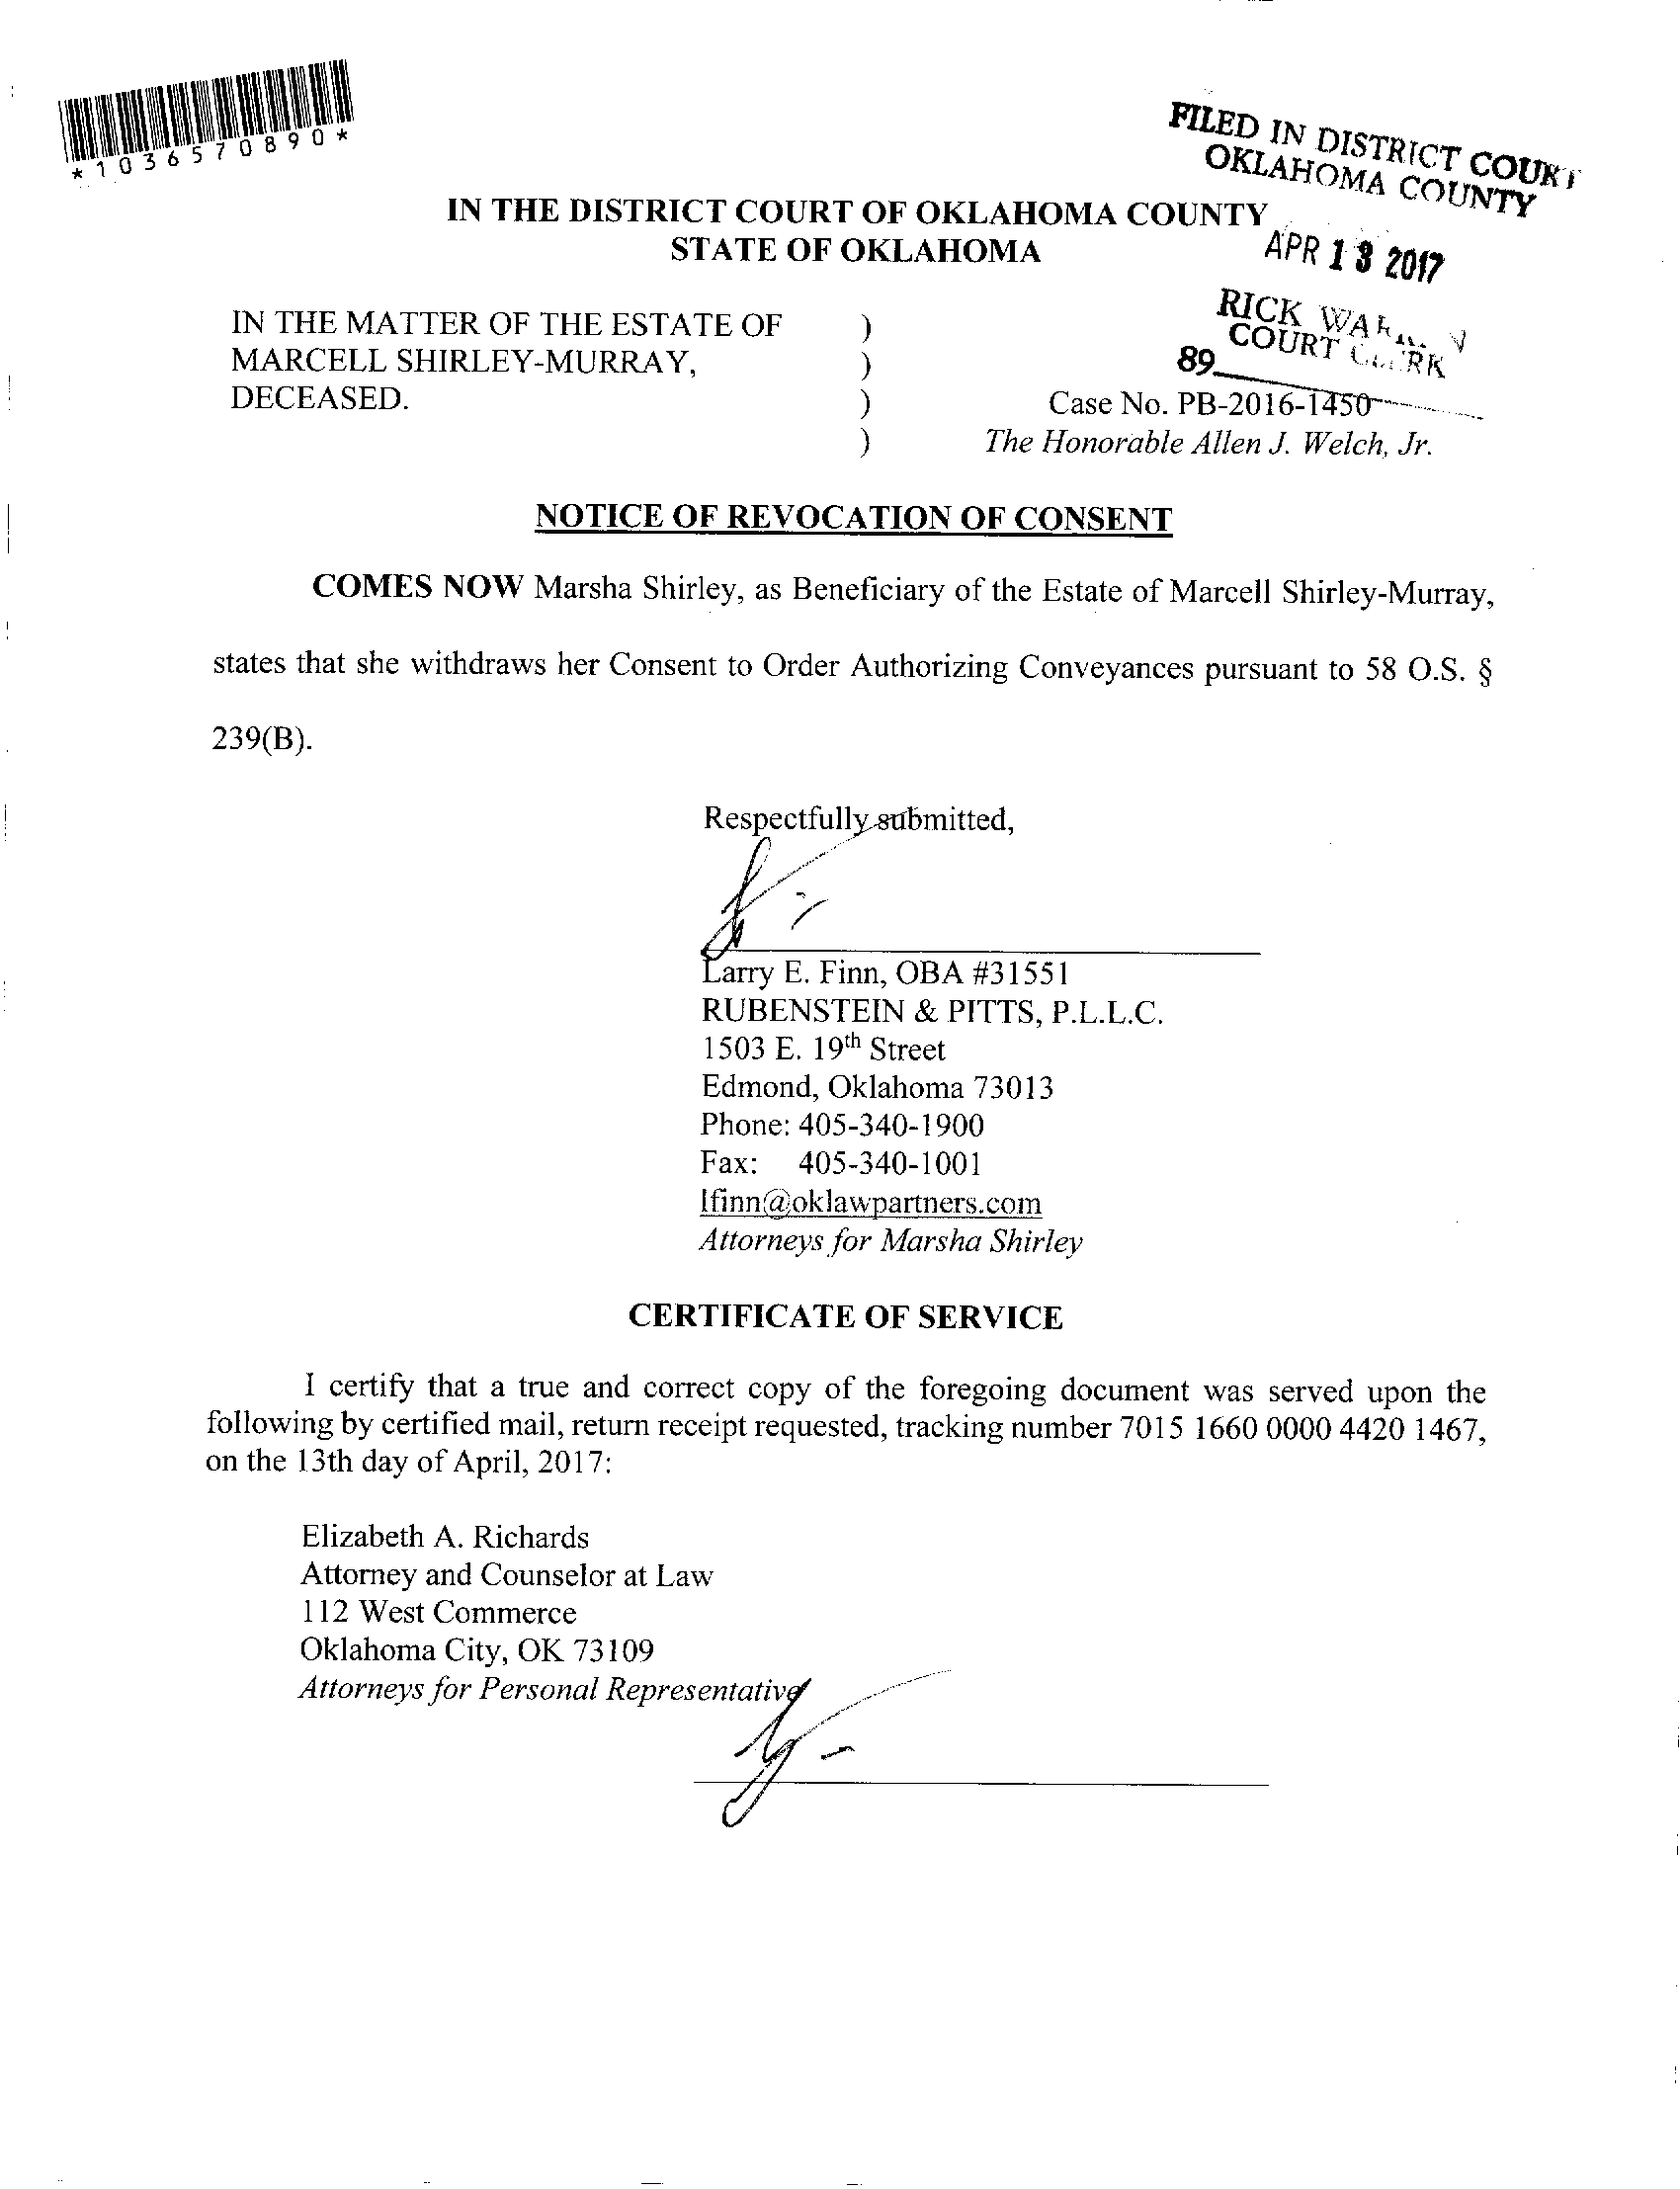 *1036570890*
FILED IN DISTRICT COURT
OKLAHOMA COUNTY
APR 13 2017
RICK
COURT CLERK
89
IN THE DISTRICT COURT OF OKLAHOMA COUNTY
STATE OF OKLAHOMA
IN THE MATTER OF THE ESTATE OF )
MARCELL SHIRLEY-MURRAY, )
DECEASED. ) Case No. PB-2016-1450
) The Honorable Allen J. Welch, Jr.
NOTICE OF REVOCATION OF CONSENT
COMES NOW Marsha Shirley, as Beneficiary of the Estate of Marcell Shirley-Murray,
states that she withdraws her Consent to Order Authorizing Conveyances pursuant to 58 O.S. §
239(B).
Respectfully submitted,
Larry E. Finn, OBA #31551
RUBENSTEIN & PITTS, P.L.L.C.
1503 E. 19th Street
Edmond, Oklahoma 73013
Phone: 405-340-1900
Fax: 405-340-1001
lfinn@oklawpartners.com
Attorneys for Marsha Shirley
CERTIFICATE OF SERVICE
I certify that a true and correct copy of the foregoing document was served upon the
following by certified mail, return receipt requested, tracking number 7015 1660 0000 4420 1467,
on the 13th day of April, 2017:
Elizabeth A. Richards
Attorney and Counselor at Law
112 West Commerce
Oklahoma City, OK 73109
Attorneys for Personal Representative